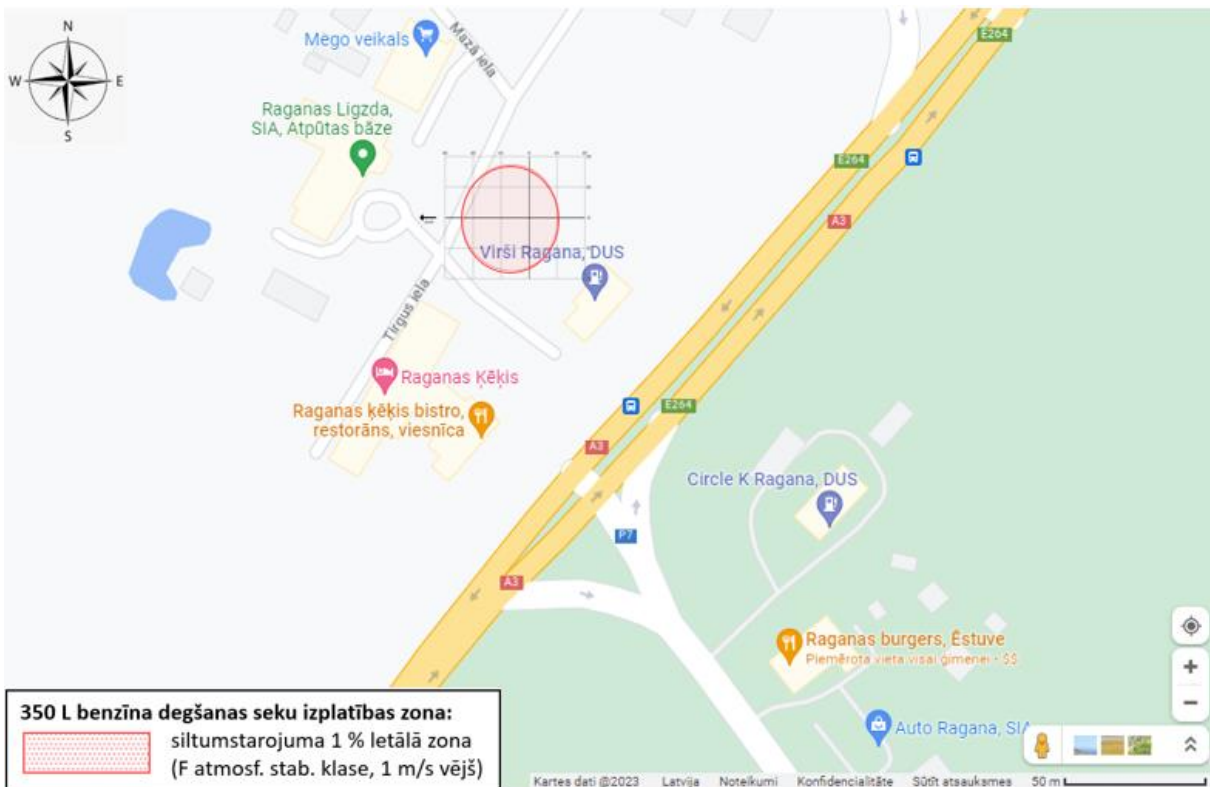 N
W E
S
Mego veikals
Mazā iela
E264
Raganas Ligzda,
SIA, Atpūtas bāze
E264
A3
Virši Ragana, DUS
Tirgus iela
Raganas Ķēķis
E264
Raganas ķēķis bistro,
restorāns, viesnīca
A3
Circle K Ragana, DUS
P7
A3
Raganas burgers, Ēstuve
Piemērota vieta visai ģimenei · $$
Auto Ragana, SIA
350 L benzīna degšanas seku izplatības zona:
siltumstarojuma 1 % letālā zona
(F atmosf. stab. klase, 1 m/s vējš)
Kartes dati @2023 Latvija Noteikumi Konfidencialitāte Sūtīt atsauksmes 50 m